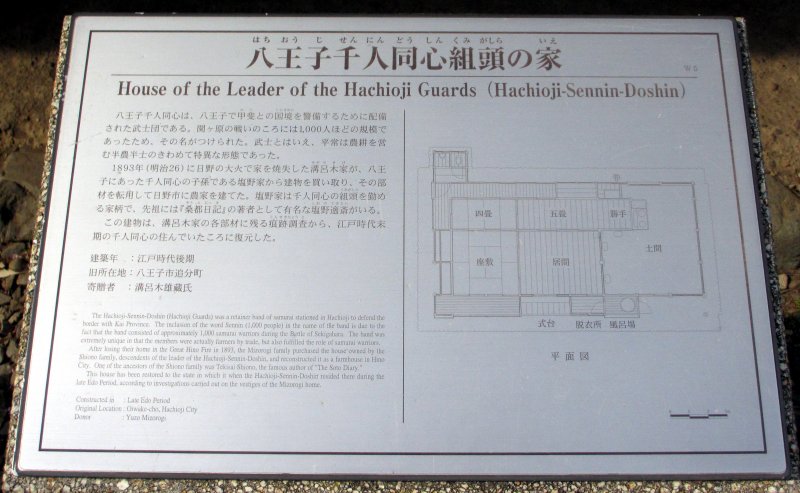 はち おう じ せんにん どう しん くみ がしら いえ
八王子千人同心組頭の家
W5
House of the Leader of the Hachioji Guards (Hachioji-Sennin-Doshin)
八王子千人同心は、八王子で甲斐との国境を警備するために配備
された武士団である。関ヶ原の戦いのころには1,000人ほどの規模で
あったため、その名がつけられた。武士とはいえ、平常は農耕を営
む半農半士のきわめて特異な形態であった。
1893年(明治26)に日野の大火で家を焼失した溝呂木家が、八王
子にあった千人同心の子孫である塩野家から建物を買い取り、その部
材を転用して日野市に農家を建てた。塩野家は千人同心の組頭を勤め
る家柄で、先祖には『桑都日記』の著者として有名な塩野適斎がいる。
この建物は、溝呂木家の各部材に残る痕跡調査から、江戸時代末
期の千人同心の住んでいたころに復元した。
建築年 :江戸時代後期
旧所在地:八王子市追分町
寄贈者 :溝呂木雄蔵氏
The Hachioji-Sennin-Doshin (Hachioji Guards) was a retainer band of samurai stationed in Hachioji to defend the
border with Kai Province. The inclusion of the word Sennin (1,000 people) in the name of the band is due to the
fact that the band consisted of approximately 1,000 samurai warriors during the Battle of Sekigahara. The band was
extremely unique in that the members were actually farmers by trade, but also fulfilled the role of samurai warriors.
After losing their home in the Great Hino Fire in 1893, the Mizorogi family purchased the house owned by the
Shiono family, descendents of the leader of the Hachioji-Sennin-Doshin, and reconstructed it as a farmhouse in Hino
City. One of the ancestors of the Shiono family was Tekisai Shiono, the famous author of "The Soto Diary."
This house has been restored to the state in which it when the Hachioji-Sennin-Doshin resided there during the
late Edo Period, according to investigations carried out on the vestiges of the Mizorogi home.
Constructed in : Late Edo Period
Original Location : Oiwake-cho, Hachioji City
Donor : Yuzo Mizorogi
四畳
五畳
勝手
土間
座敷
居間
式台 脱衣所 風呂場
平面図